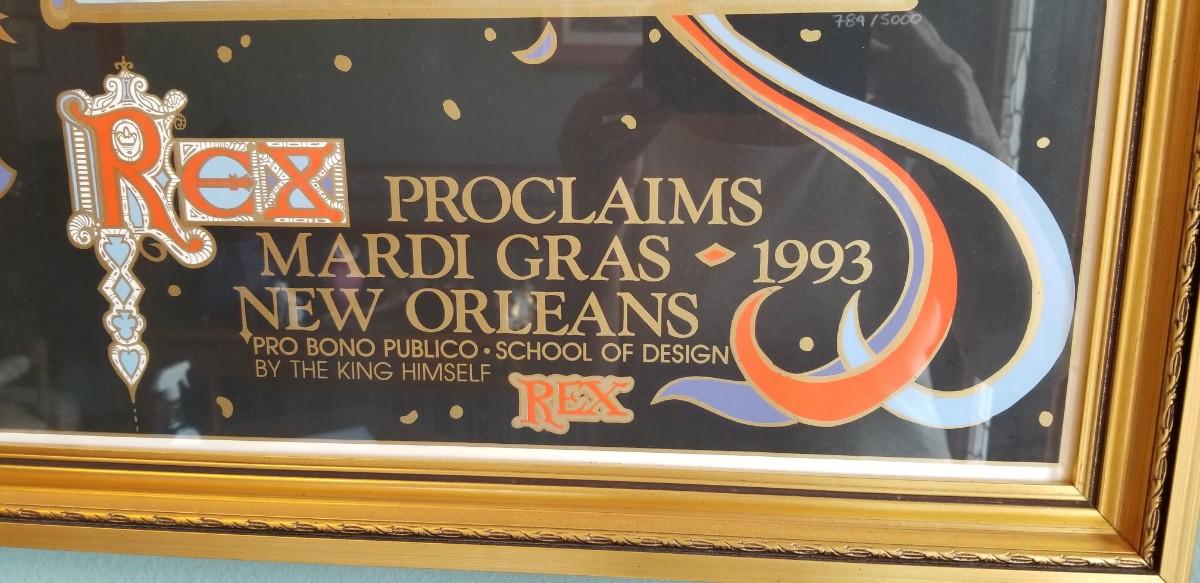 784/5000
REX PROCLAIMS
MARDI GRAS ♦ 1993
NEW ORLEANS
PRO BONO PUBLICO • SCHOOL OF DESIGN
BY THE KING HIMSELF
REX